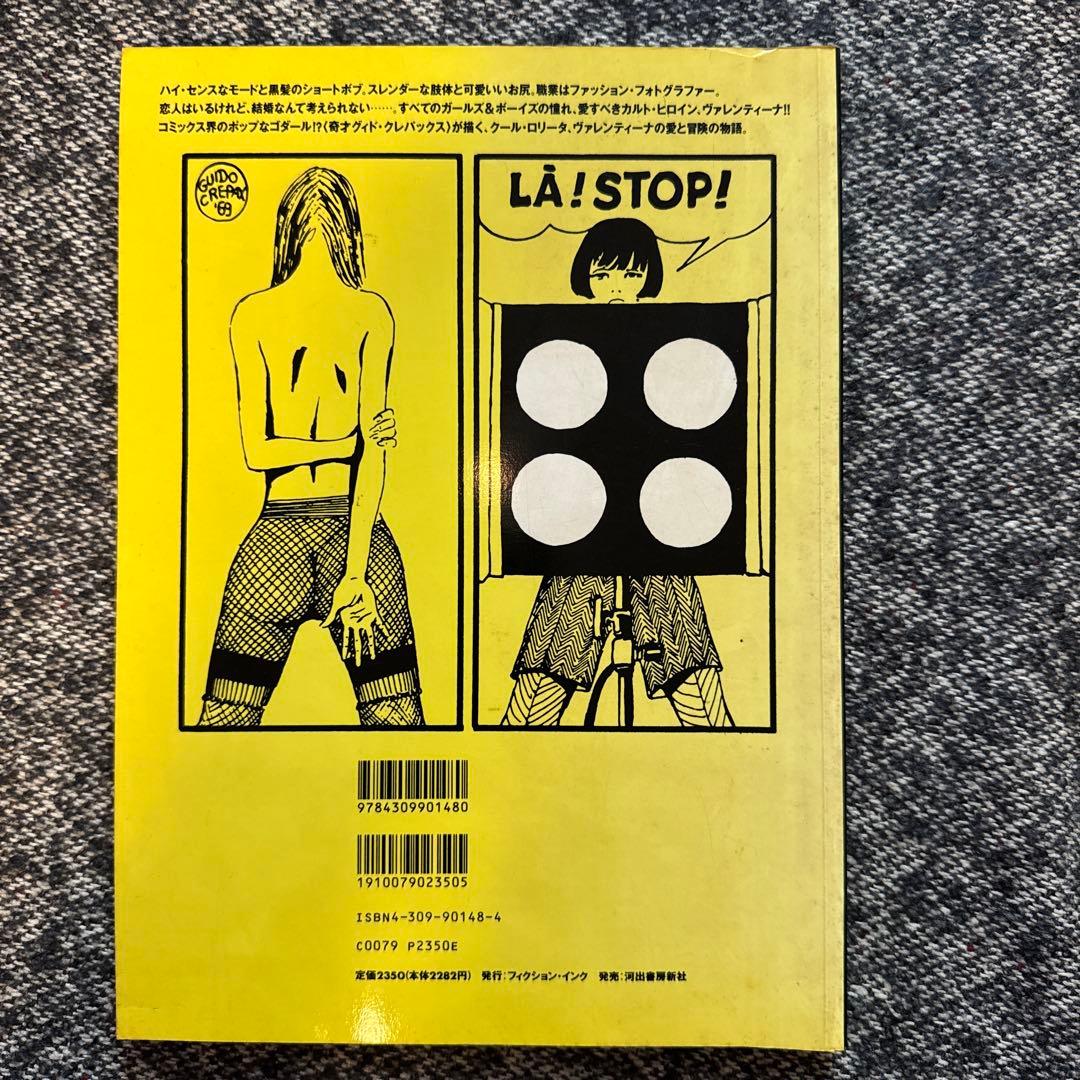 ハイ・センスなモードと黒髪のショートボブ、スレンダーな肢体と可愛いいお尻。職業はファッション・フォトグラファー。
恋人はいるけれど、結婚なんて考えられない……。すべてのガールズ&ボーイズの憧れ、愛すべきカルト・ヒロイン、ヴァレンティーナ!!
コミックス界のポップなゴダール!?〈奇才グィド・クレパックス〉が描く、クール・ロリータ、ヴァレンティーナの愛と冒険の物語。
GUIDO
CREPAX
'69
LÀ! STOP!
9784309901480
1910079023505
ISBN4-309-90148-4
C0079 P2350E
定価2350(本体2282円) 発行:フィクション・インク 発売:河出書房新社